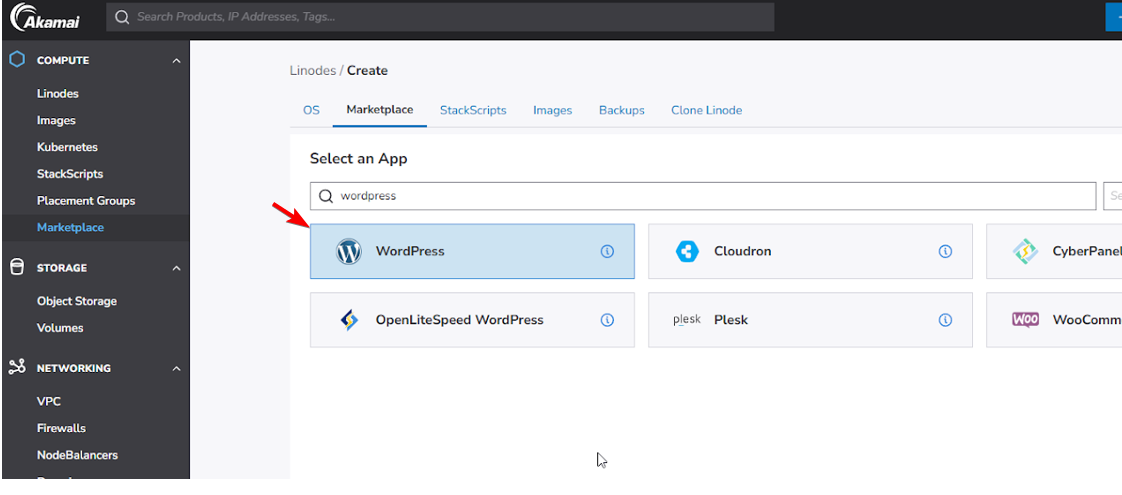 Akamai
Search Products, IP Addresses, Tags...
COMPUTE
Linodes
Images
Kubernetes
StackScripts
Placement Groups
Marketplace
STORAGE
Object Storage
Volumes
NETWORKING
VPC
Firewalls
NodeBalancers
Linodes / Create
OS Marketplace StackScripts Images Backups Clone Linode
Select an App
wordpress
WordPress Cloudron CyberPanel
OpenLiteSpeed WordPress plesk Plesk WOO WooComm